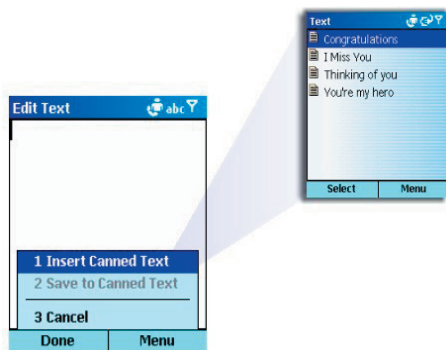 Text
Congratulations
I Miss You
Thinking of you
You're my hero
Select Menu
Edit Text abc
1 Insert Canned Text
2 Save to Canned Text
3 Cancel
Done Menu